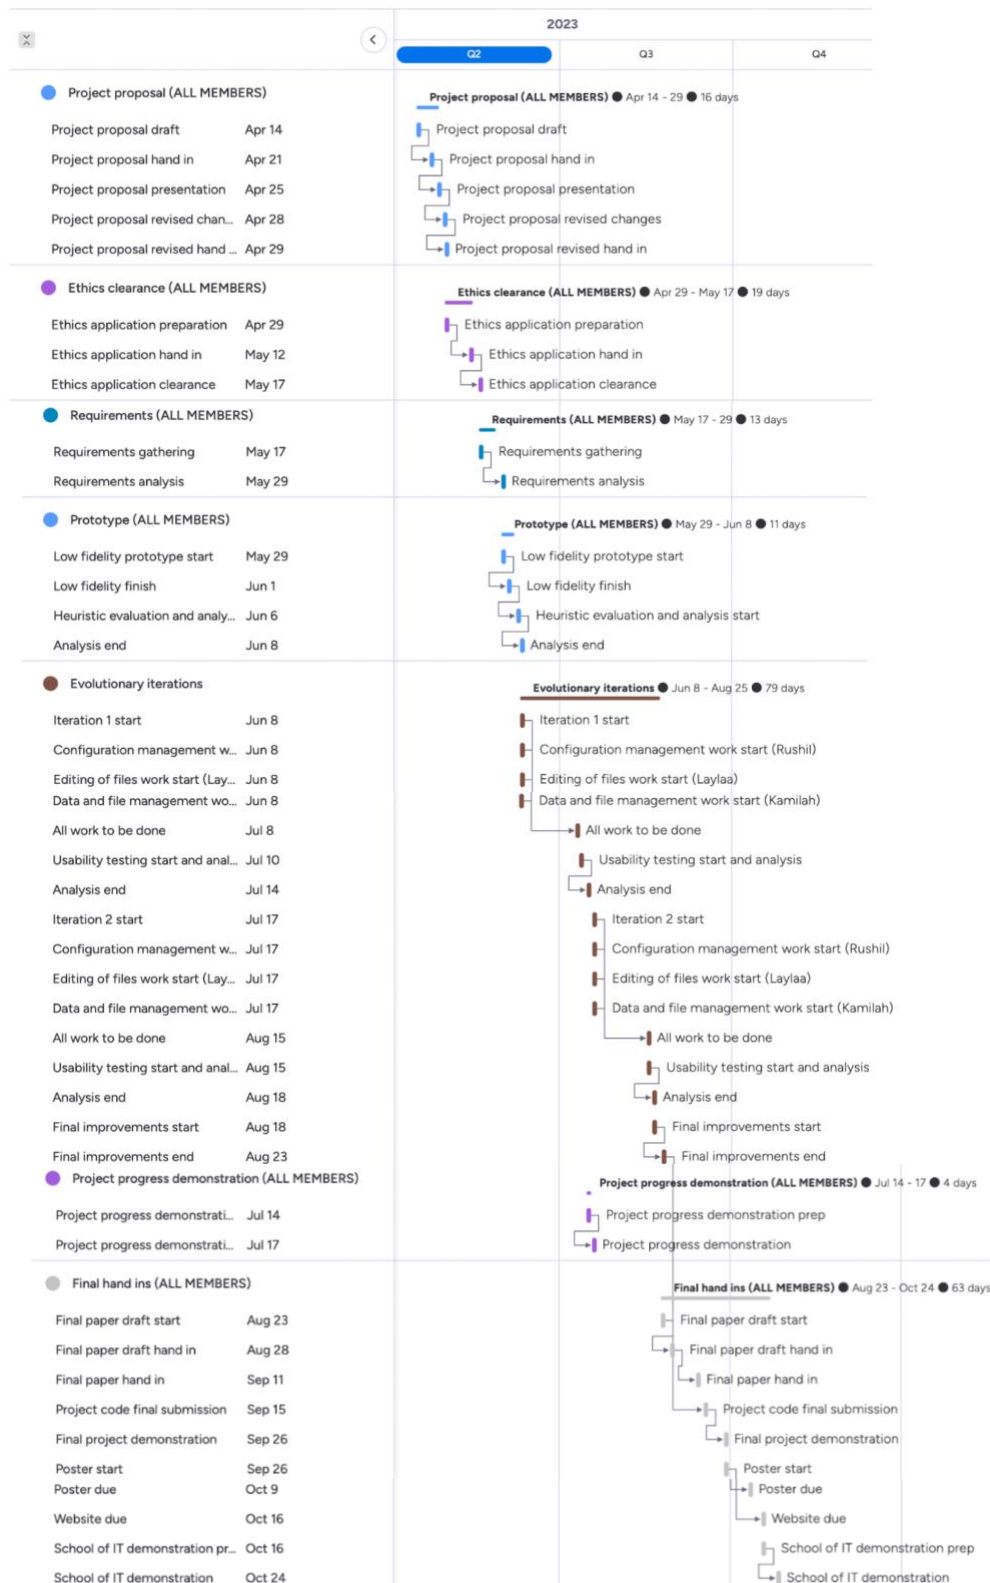 2023
Q2 Q3 Q4
Project proposal (ALL MEMBERS) Project proposal (ALL MEMBERS) ● Apr 14 - 29 ● 16 days
Project proposal draft Apr 14 Project proposal draft
Project proposal hand in Apr 21 Project proposal hand in
Project proposal presentation Apr 25 Project proposal presentation
Project proposal revised chan... Apr 28 Project proposal revised changes
Project proposal revised hand ... Apr 29 Project proposal revised hand in
Ethics clearance (ALL MEMBERS) Ethics clearance (ALL MEMBERS) ● Apr 29 - May 17 ● 19 days
Ethics application preparation Apr 29 Ethics application preparation
Ethics application hand in May 12 Ethics application hand in
Ethics application clearance May 17 Ethics application clearance
Requirements (ALL MEMBERS) Requirements (ALL MEMBERS) ● May 17 - 29 ● 13 days
Requirements gathering May 17 Requirements gathering
Requirements analysis May 29 Requirements analysis
Prototype (ALL MEMBERS) Prototype (ALL MEMBERS) ● May 29 - Jun 8 ● 11 days
Low fidelity prototype start May 29 Low fidelity prototype start
Low fidelity finish Jun 1 Low fidelity finish
Heuristic evaluation and analy... Jun 6 Heuristic evaluation and analysis start
Analysis end Jun 8 Analysis end
Evolutionary iterations Evolutionary iterations ● Jun 8 - Aug 25 ● 79 days
Iteration 1 start Jun 8 Iteration 1 start
Configuration management w... Jun 8 Configuration management work start (Rushil)
Editing of files work start (Lay... Jun 8 Editing of files work start (Laylaa)
Data and file management wo... Jun 8 Data and file management work start (Kamilah)
All work to be done Jul 8 All work to be done
Usability testing start and anal... Jul 10 Usability testing start and analysis
Analysis end Jul 14 Analysis end
Iteration 2 start Jul 17 Iteration 2 start
Configuration management w... Jul 17 Configuration management work start (Rushil)
Editing of files work start (Lay... Jul 17 Editing of files work start (Laylaa)
Data and file management wo... Jul 17 Data and file management work start (Kamilah)
All work to be done Aug 15 All work to be done
Usability testing start and anal... Aug 15 Usability testing start and analysis
Analysis end Aug 18 Analysis end
Final improvements start Aug 18 Final improvements start
Final improvements end Aug 23 Final improvements end
Project progress demonstration (ALL MEMBERS) Project progress demonstration (ALL MEMBERS) ● Jul 14 - 17 ● 4 days
Project progress demonstrati... Jul 14 Project progress demonstration prep
Project progress demonstrati... Jul 17 Project progress demonstration
Final hand ins (ALL MEMBERS) Final hand ins (ALL MEMBERS) ● Aug 23 - Oct 24 ● 63 days
Final paper draft start Aug 23 Final paper draft start
Final paper draft hand in Aug 28 Final paper draft hand in
Final paper hand in Sep 11 Final paper hand in
Project code final submission Sep 15 Project code final submission
Final project demonstration Sep 26 Final project demonstration
Poster start Sep 26 Poster start
Poster due Oct 9 Poster due
Website due Oct 16 Website due
School of IT demonstration pr... Oct 16 School of IT demonstration prep
School of IT demonstration Oct 24 School of IT demonstration